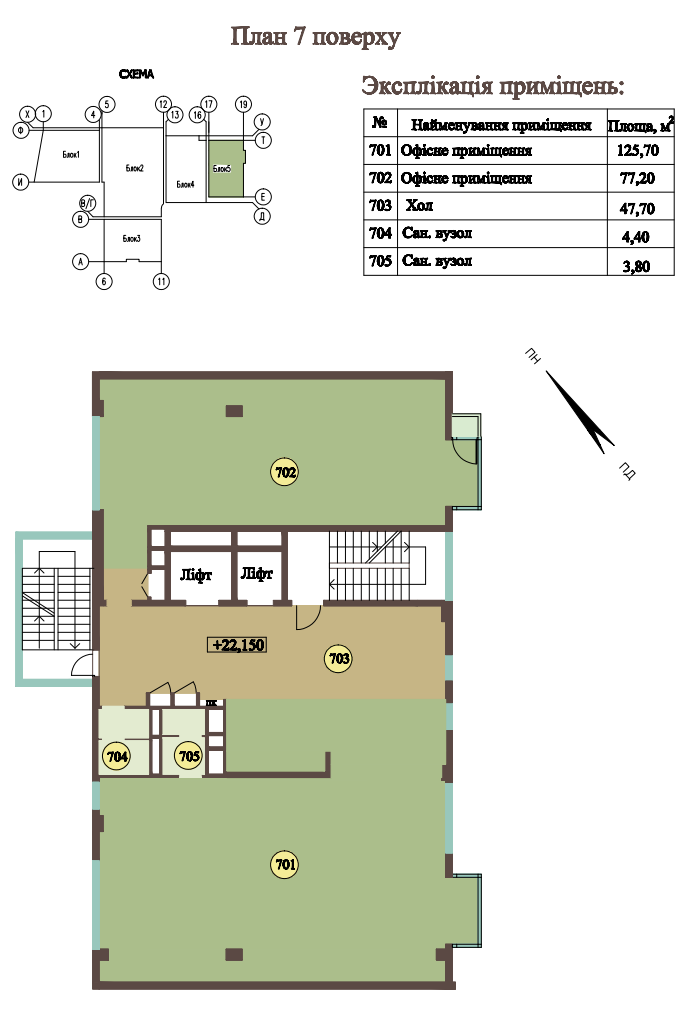 План 7 поверху
СХЕМА
Эксплікація приміщень:
5
12
17
19
Х
1
4
13
16
У
Ф
Т
Блок1
Блок2
Блок4
Блок5
И
Е
В/Г
Д
В
Блок3
А
6
11
№ Найменування приміщення Площа, м²
701 Офісне приміщення 125,70
702 Офісне приміщення 77,20
703 Хол 47,70
704 Сан. вузол 4,40
705 Сан. вузол 3,80
ПН
ПД
702
Ліфт
Ліфт
+22,150
703
ПК
704
705
701